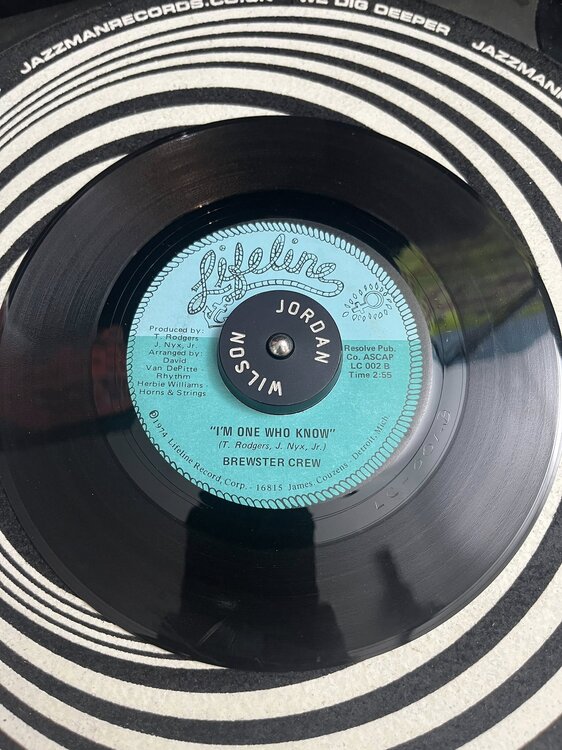 JAZZMANRECORDS.CO.UK
WE DIG DEEPER
JAZZMANR
Lifeline
JORDAN
WILSON
Produced by:
T. Rodgers
J. Nyx, Jr.
Arranged by:
David
Van DePitte
Rhythm
Herbie Williams
Horns & Strings
Resolve Pub.
Co. ASCAP
LC 002 B
Time 2:55
"I'M ONE WHO KNOW"
(T. Rodgers, J. Nyx, Jr.)
BREWSTER CREW
℗1974 Lifeline Record, Corp. - 16815 James Couzens - Detroit, Mich.